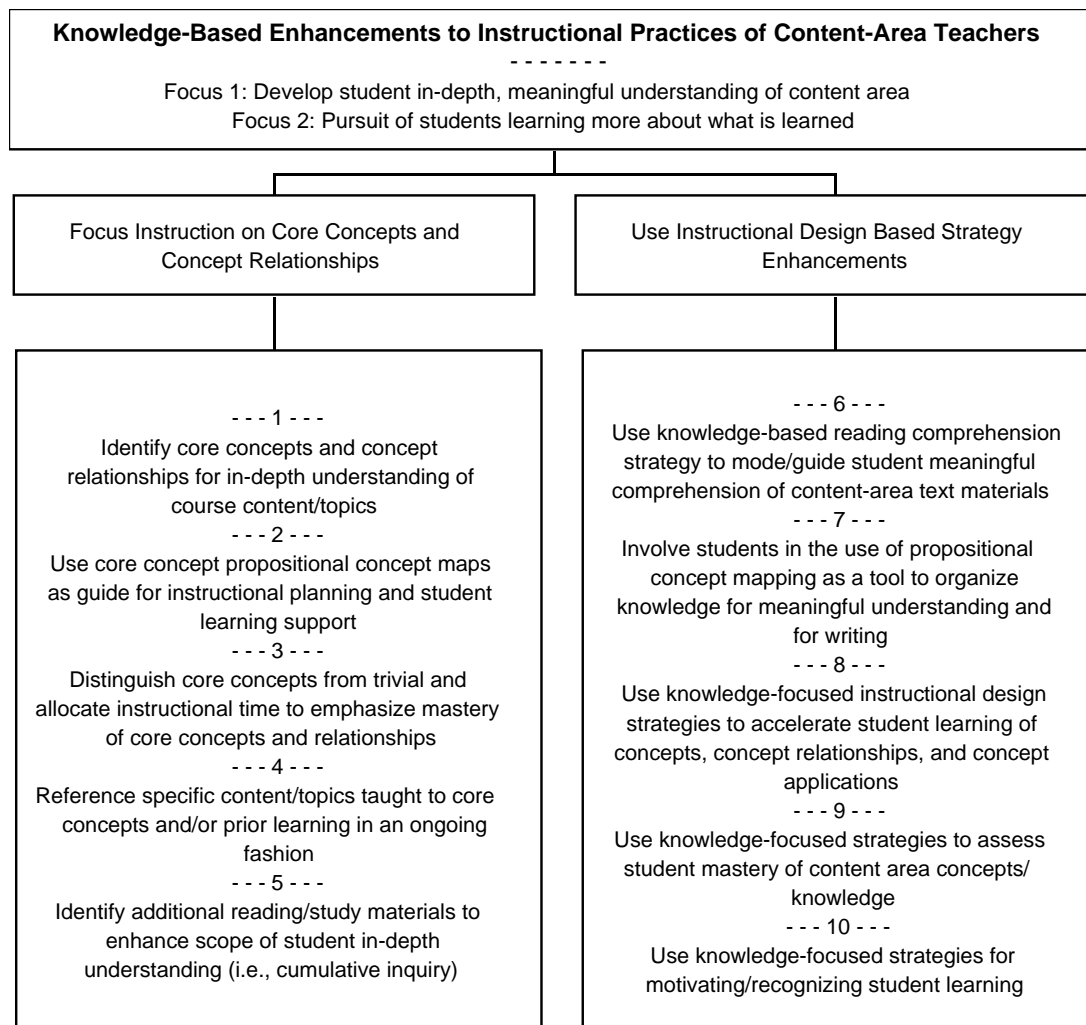 Knowledge-Based Enhancements to Instructional Practices of Content-Area Teachers
- - - - - - -
Focus 1: Develop student in-depth, meaningful understanding of content area
Focus 2: Pursuit of students learning more about what is learned
Focus Instruction on Core Concepts and
Concept Relationships
Use Instructional Design Based Strategy
Enhancements
- - - 1 - - -
Identify core concepts and concept
relationships for in-depth understanding of
course content/topics
- - - 2 - - -
Use core concept propositional concept maps
as guide for instructional planning and student
learning support
- - - 3 - - -
Distinguish core concepts from trivial and
allocate instructional time to emphasize mastery
of core concepts and relationships
- - - 4 - - -
Reference specific content/topics taught to core
concepts and/or prior learning in an ongoing
fashion
- - - 5 - - -
Identify additional reading/study materials to
enhance scope of student in-depth
understanding (i.e., cumulative inquiry)
- - - 6 - - -
Use knowledge-based reading comprehension
strategy to mode/guide student meaningful
comprehension of content-area text materials
- - - 7 - - -
Involve students in the use of propositional
concept mapping as a tool to organize
knowledge for meaningful understanding and
for writing
- - - 8 - - -
Use knowledge-focused instructional design
strategies to accelerate student learning of
concepts, concept relationships, and concept
applications
- - - 9 - - -
Use knowledge-focused strategies to assess
student mastery of content area concepts/
knowledge
- - - 10 - - -
Use knowledge-focused strategies for
motivating/recognizing student learning